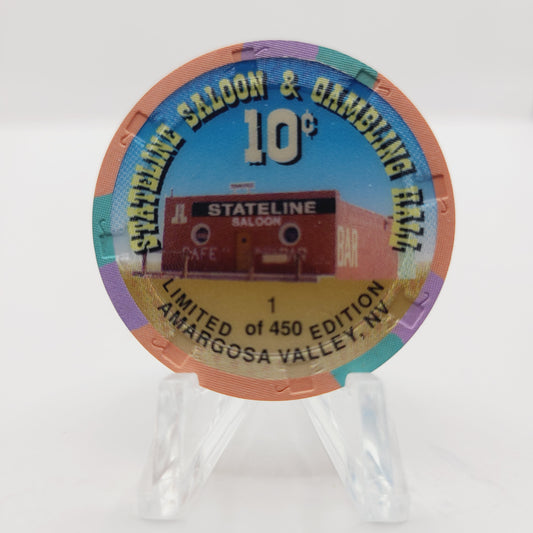 STATELINE SALOON & GAMBLING HALL
10¢
STATELINE
SALOON
CAFE
BAR
1
LIMITED of 450 EDITION
AMARGOSA VALLEY, NV